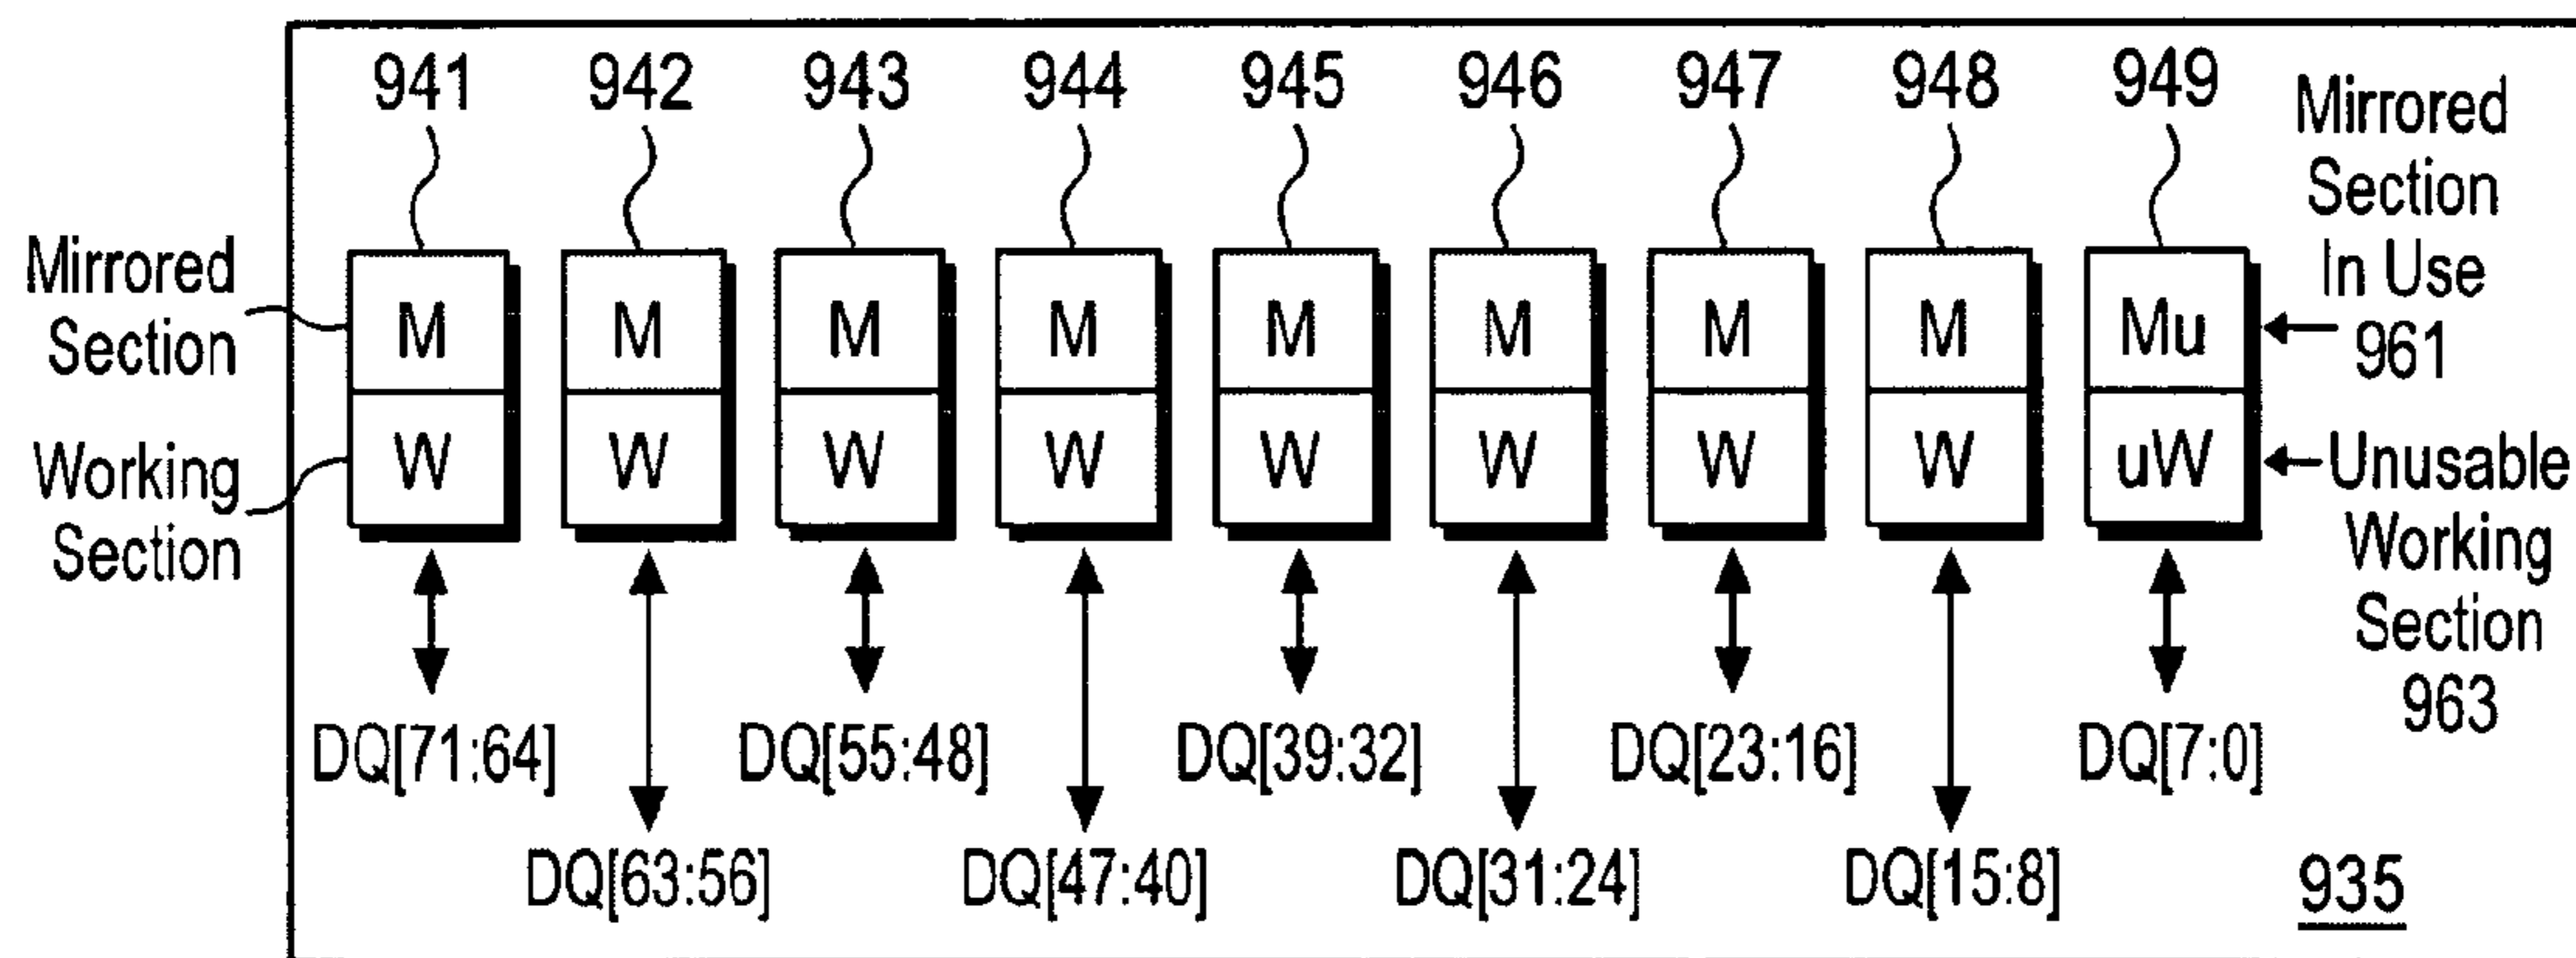 941 942 943 944 945 946 947 948 949
Mirrored
Section
In Use
961
Mirrored
Section
M M M M M M M M Mu
Working
Section
W W W W W W W W uW
Unusable
Working
Section
963
DQ[71:64] DQ[55:48] DQ[39:32] DQ[23:16] DQ[7:0]
DQ[63:56] DQ[47:40] DQ[31:24] DQ[15:8]
935